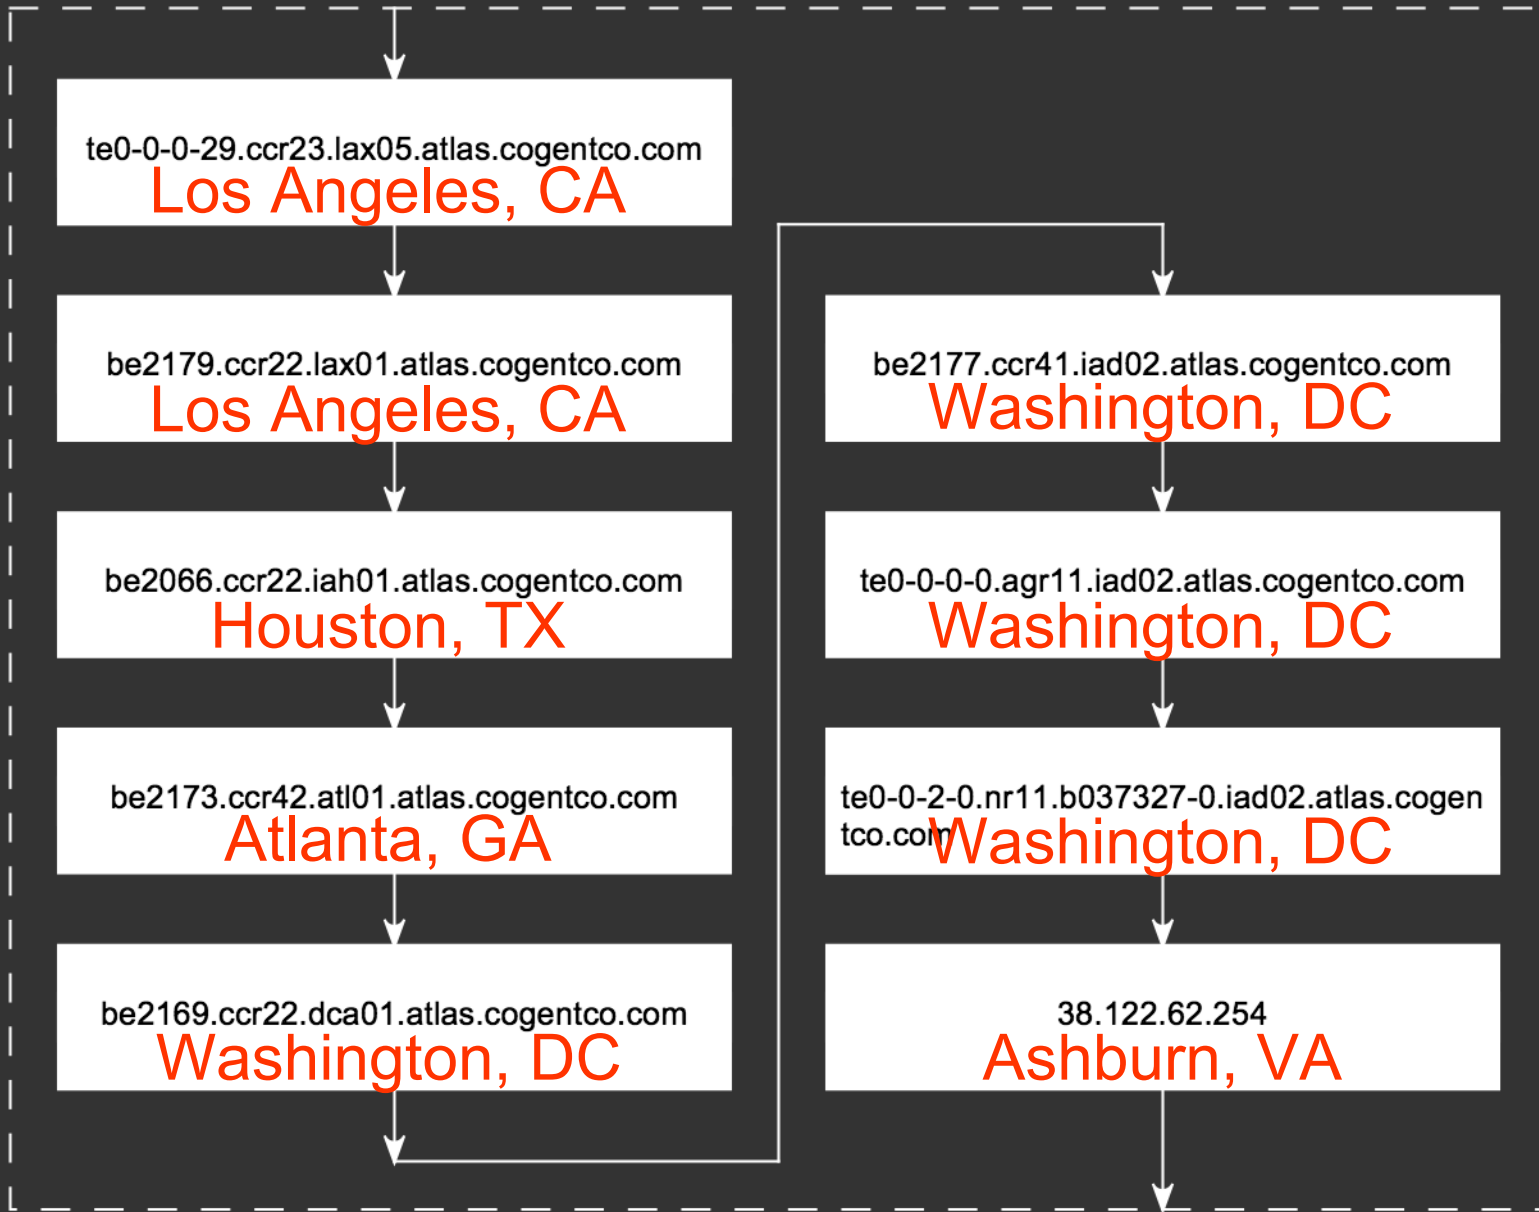 te0-0-0-29.ccr23.lax05.atlas.cogentco.com
Los Angeles, CA
be2179.ccr22.lax01.atlas.cogentco.com
Los Angeles, CA
be2066.ccr22.iah01.atlas.cogentco.com
Houston, TX
be2173.ccr42.atl01.atlas.cogentco.com
Atlanta, GA
be2169.ccr22.dca01.atlas.cogentco.com
Washington, DC
be2177.ccr41.iad02.atlas.cogentco.com
Washington, DC
te0-0-0-0.agr11.iad02.atlas.cogentco.com
Washington, DC
te0-0-2-0.nr11.b037327-0.iad02.atlas.cogen
tco.com
Washington, DC
38.122.62.254
Ashburn, VA